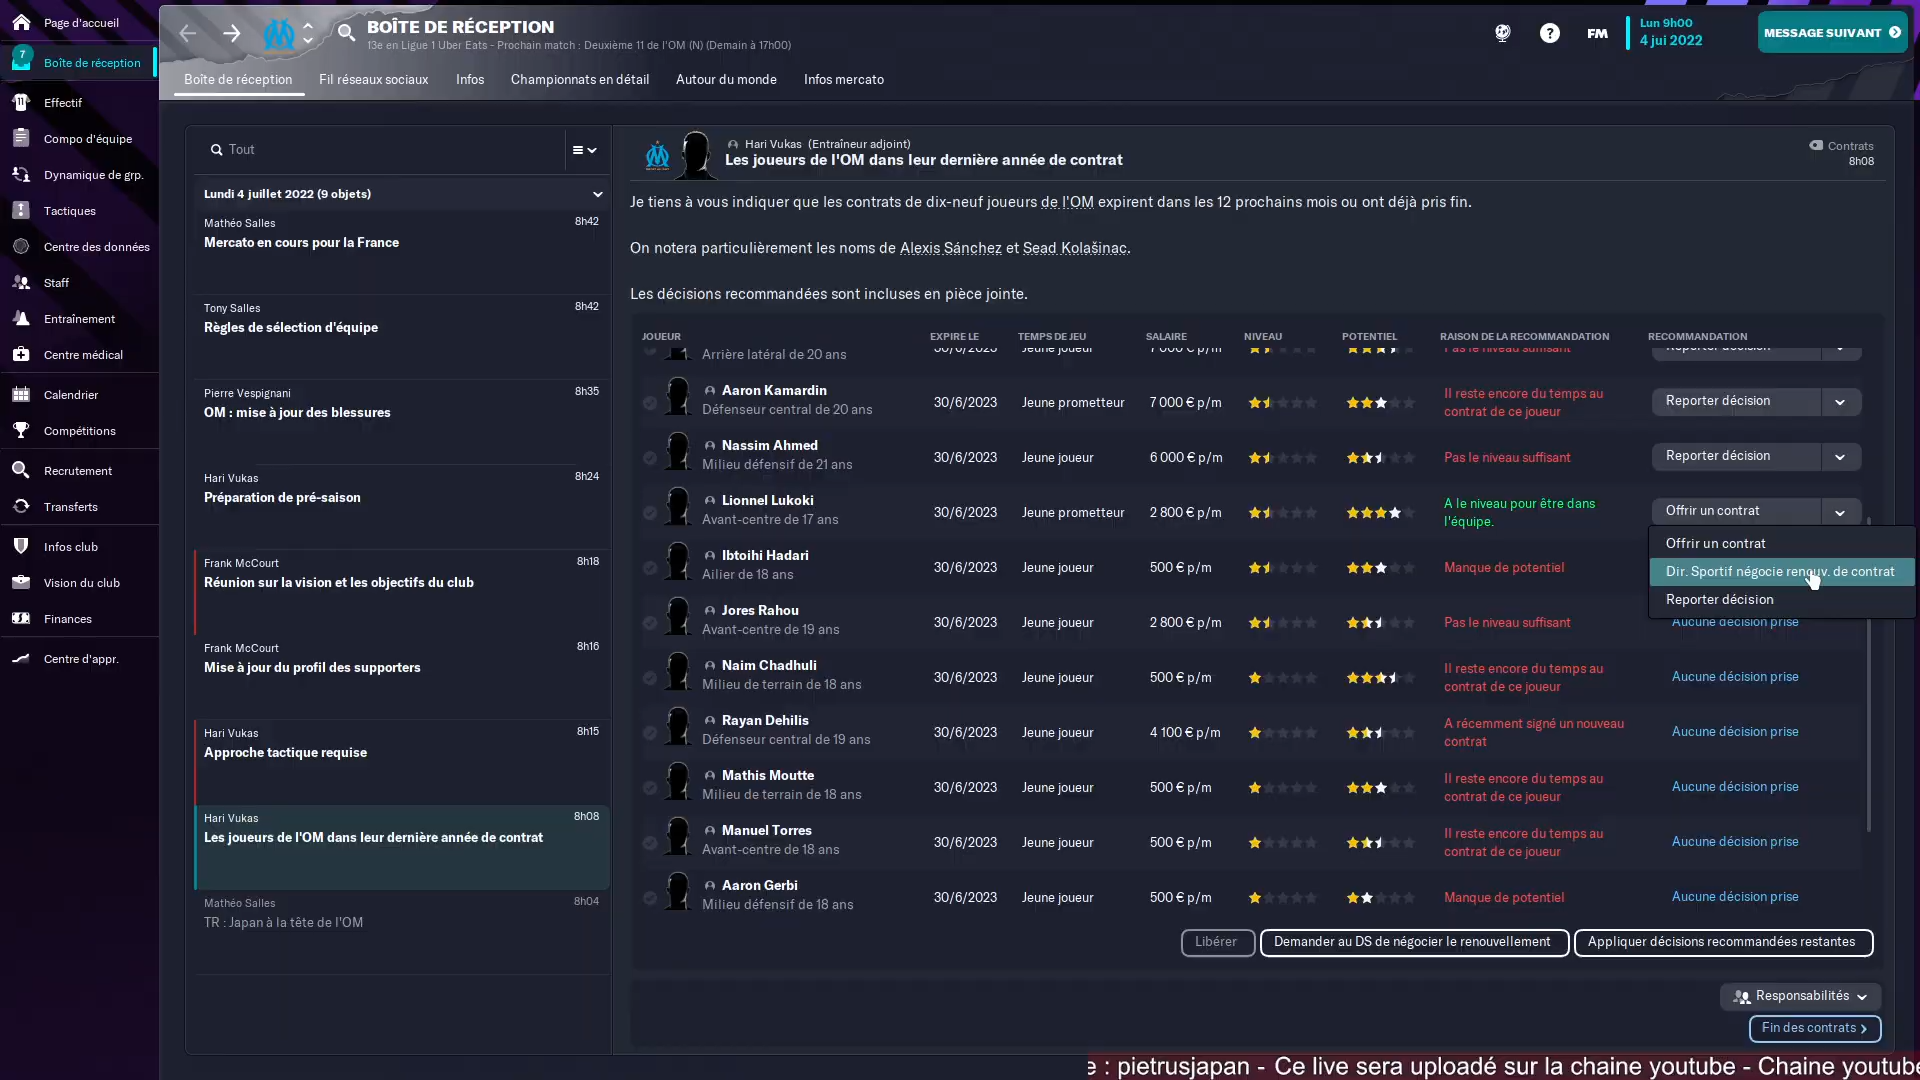 Page d'accueil
7
Boîte de réception
Effectif
Compo d'équipe
Dynamique de grp.
Tactiques
Centre des données
Staff
Entraînement
Centre médical
Calendrier
Compétitions
Recrutement
Transferts
Infos club
Vision du club
Finances
Centre d'appr.
BOÎTE DE RÉCEPTION
13e en Ligue 1 Uber Eats - Prochain match : Deuxième 11 de l'OM (N) (Demain à 17h00)
FM
Lun 9h00
4 jui 2022
MESSAGE SUIVANT
Boîte de réception
Fil réseaux sociaux
Infos
Championnats en détail
Autour du monde
Infos mercato
Tout
Lundi 4 juillet 2022 (9 objets)
Mathéo Salles 8h42
Mercato en cours pour la France
Tony Salles 8h42
Règles de sélection d'équipe
Pierre Vespignani 8h35
OM : mise à jour des blessures
Hari Vukas 8h24
Préparation de pré-saison
Frank McCourt 8h18
Réunion sur la vision et les objectifs du club
Frank McCourt 8h16
Mise à jour du profil des supporters
Hari Vukas 8h15
Approche tactique requise
Hari Vukas 8h08
Les joueurs de l'OM dans leur dernière année de contrat
Mathéo Salles 8h04
TR : Japan à la tête de l'OM
Hari Vukas (Entraîneur adjoint)
Les joueurs de l'OM dans leur dernière année de contrat
Contrats
8h08
Je tiens à vous indiquer que les contrats de dix-neuf joueurs de l'OM expirent dans les 12 prochains mois ou ont déjà pris fin.
On notera particulièrement les noms de Alexis Sánchez et Sead Kolašinac.
Les décisions recommandées sont incluses en pièce jointe.
JOUEUR EXPIRE LE TEMPS DE JEU SALAIRE NIVEAU POTENTIEL RAISON DE LA RECOMMANDATION RECOMMANDATION
Arrière latéral de 20 ans 30/6/2023 Jeune joueur 7 000 € p/m Pas le niveau suffisant Reporter décision
Aaron Kamardin
Défenseur central de 20 ans
30/6/2023 Jeune prometteur 7 000 € p/m
Il reste encore du temps au
contrat de ce joueur
Reporter décision
Nassim Ahmed
Milieu défensif de 21 ans
30/6/2023 Jeune joueur 6 000 € p/m
Pas le niveau suffisant
Reporter décision
Lionnel Lukoki
Avant-centre de 17 ans
30/6/2023 Jeune prometteur 2 800 € p/m
A le niveau pour être dans
l'équipe.
Offrir un contrat
Offrir un contrat
Dir. Sportif négocie renouv. de contrat
Reporter décision
Ibtoihi Hadari
Ailier de 18 ans
30/6/2023 Jeune joueur 500 € p/m
Manque de potentiel
Jores Rahou
Avant-centre de 19 ans
30/6/2023 Jeune joueur 2 800 € p/m
Pas le niveau suffisant
Aucune décision prise
Naim Chadhuli
Milieu de terrain de 18 ans
30/6/2023 Jeune joueur 500 € p/m
Il reste encore du temps au
contrat de ce joueur
Aucune décision prise
Rayan Dehilis
Défenseur central de 19 ans
30/6/2023 Jeune joueur 4 100 € p/m
A récemment signé un nouveau
contrat
Aucune décision prise
Mathis Moutte
Milieu de terrain de 18 ans
30/6/2023 Jeune joueur 500 € p/m
Il reste encore du temps au
contrat de ce joueur
Aucune décision prise
Manuel Torres
Avant-centre de 18 ans
30/6/2023 Jeune joueur 500 € p/m
Il reste encore du temps au
contrat de ce joueur
Aucune décision prise
Aaron Gerbi
Milieu défensif de 18 ans
30/6/2023 Jeune joueur 500 € p/m
Manque de potentiel
Aucune décision prise
Libérer
Demander au DS de négocier le renouvellement
Appliquer décisions recommandées restantes
Responsabilités
Fin des contrats
e : pietrusjapan - Ce live sera uploadé sur la chaine youtube - Chaine youtube